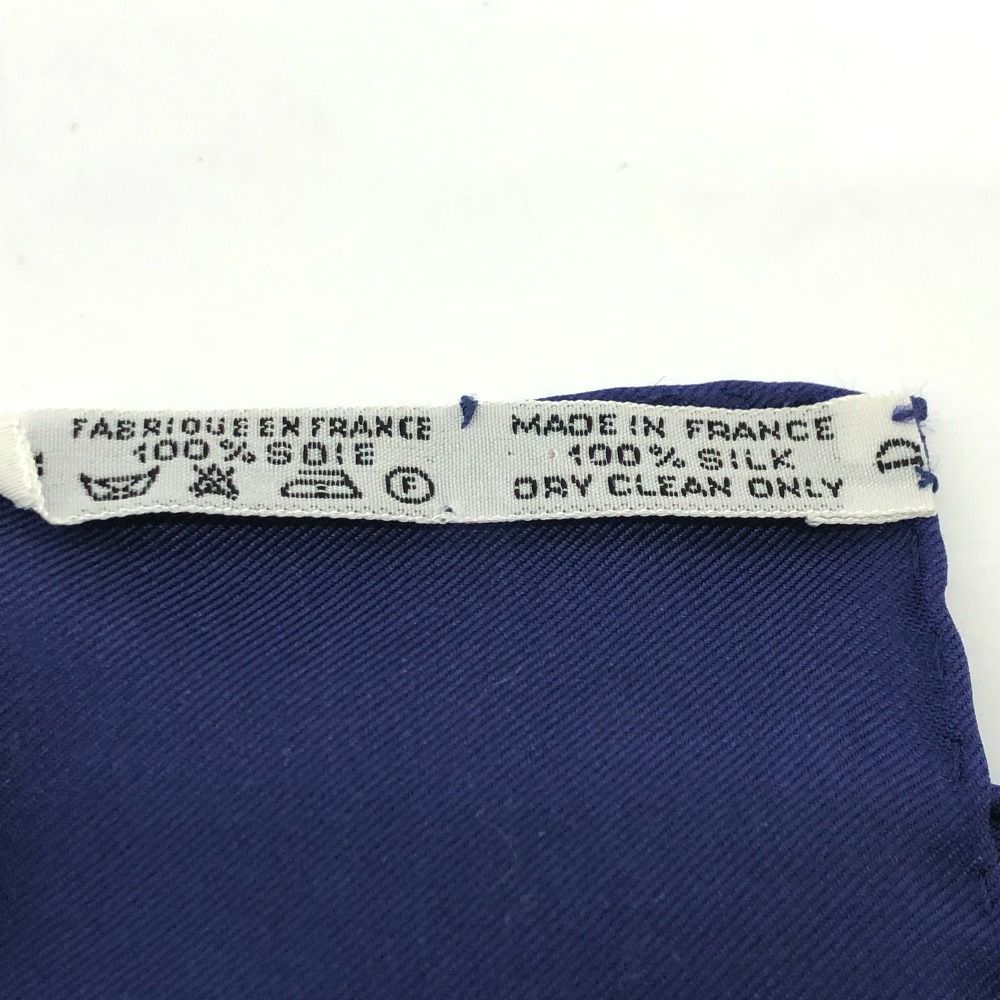 FABRIQUE EN FRANCE
100% SOIE
F
MADE IN FRANCE
100% SILK
DRY CLEAN ONLY
D